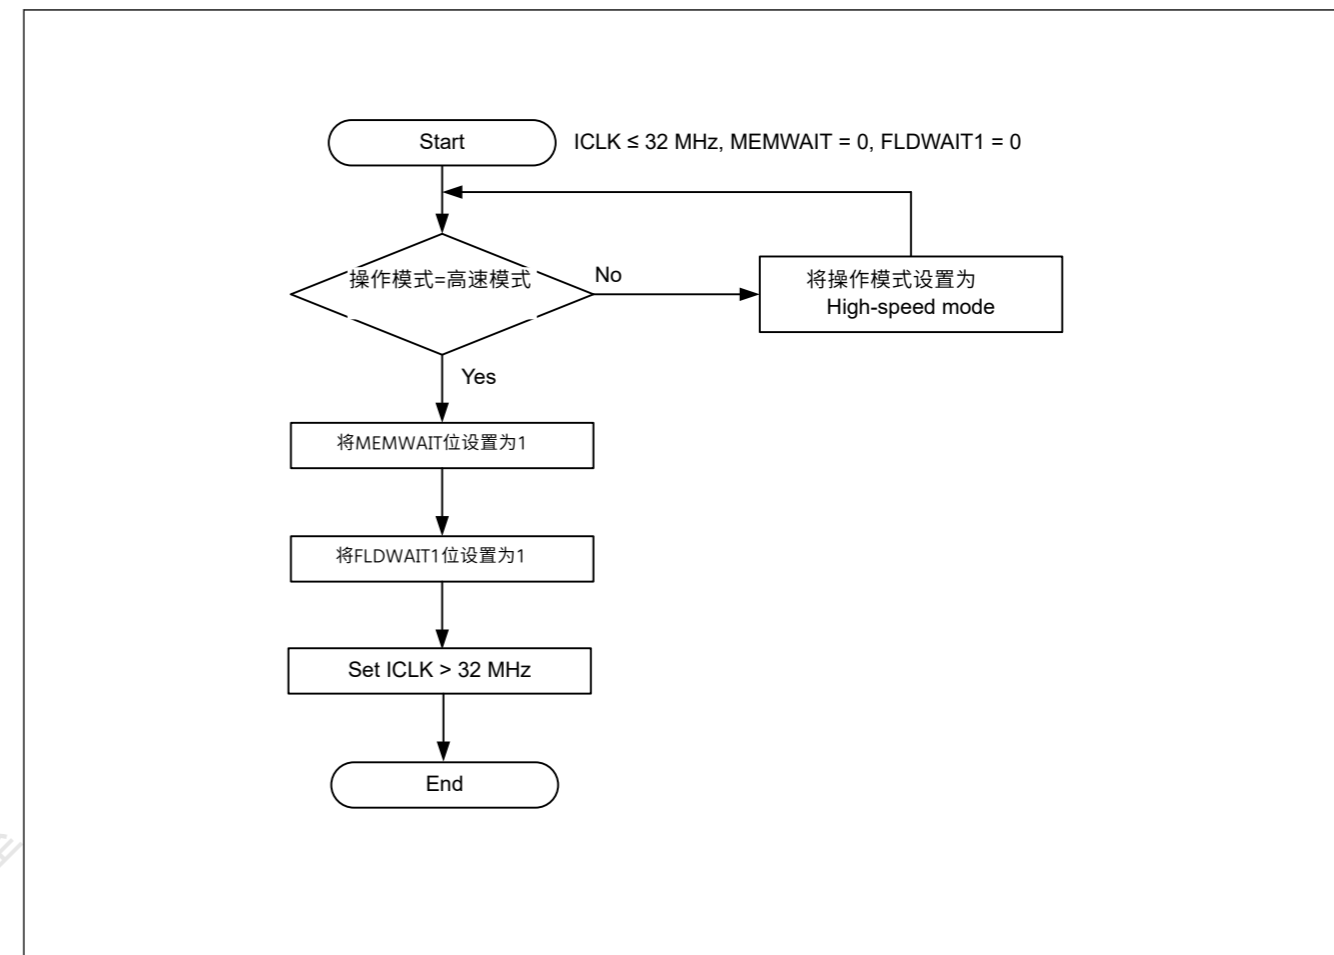 Start
ICLK ≤ 32 MHz, MEMWAIT = 0, FLDWAIT1 = 0
操作模式=高速模式
No
将操作模式设置为
High-speed mode
Yes
将MEMWAIT位设置为1
将FLDWAIT1位设置为1
Set ICLK > 32 MHz
End